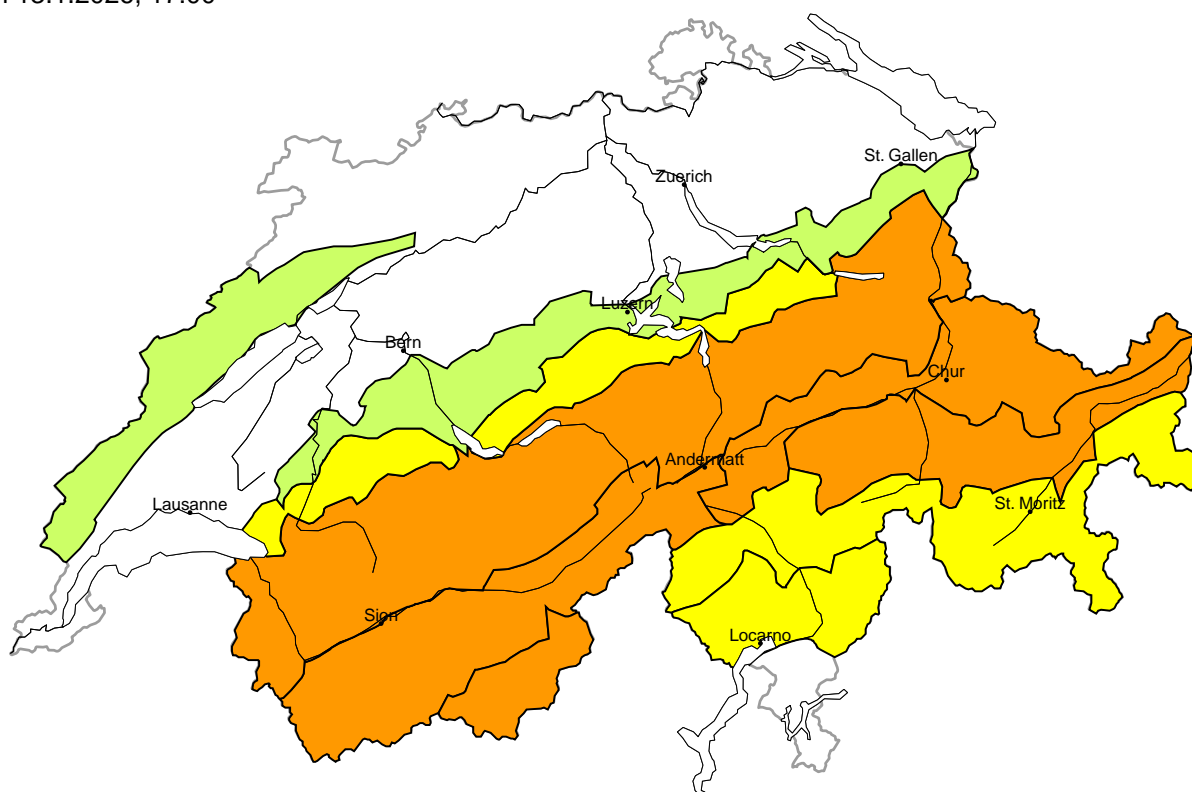 St. Gallen
Zuerich
Luzern
Bern
Chur
Andermatt
Lausanne
St. Moritz
Sion
Locarno